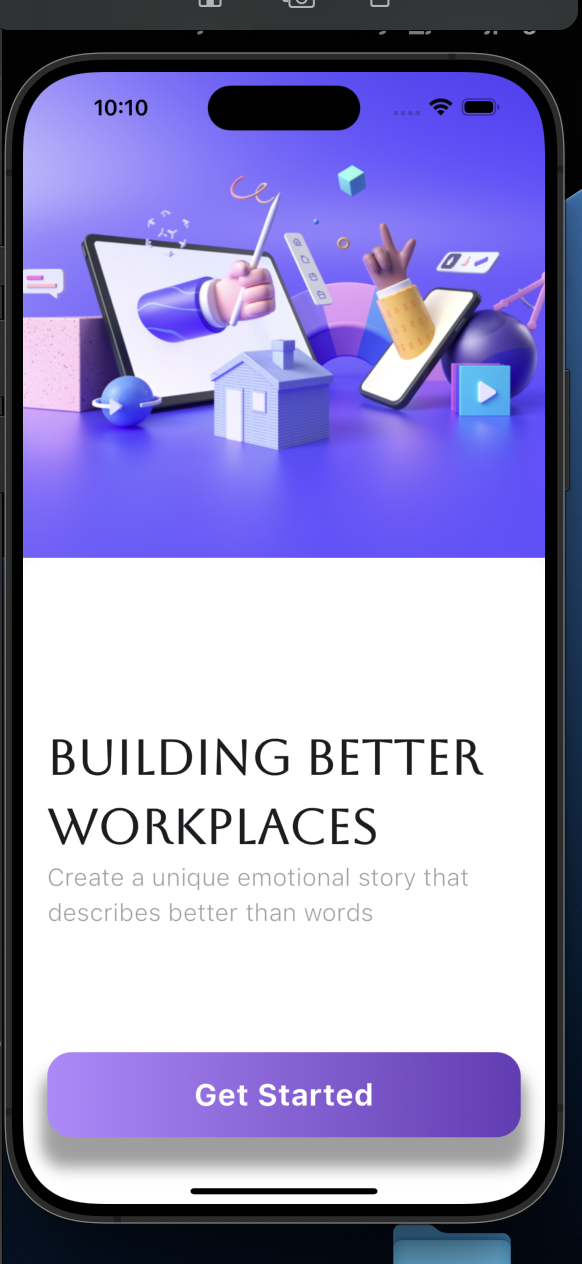 10:10
BUILDING BETTER
WORKPLACES
Create a unique emotional story that
describes better than words
Get Started